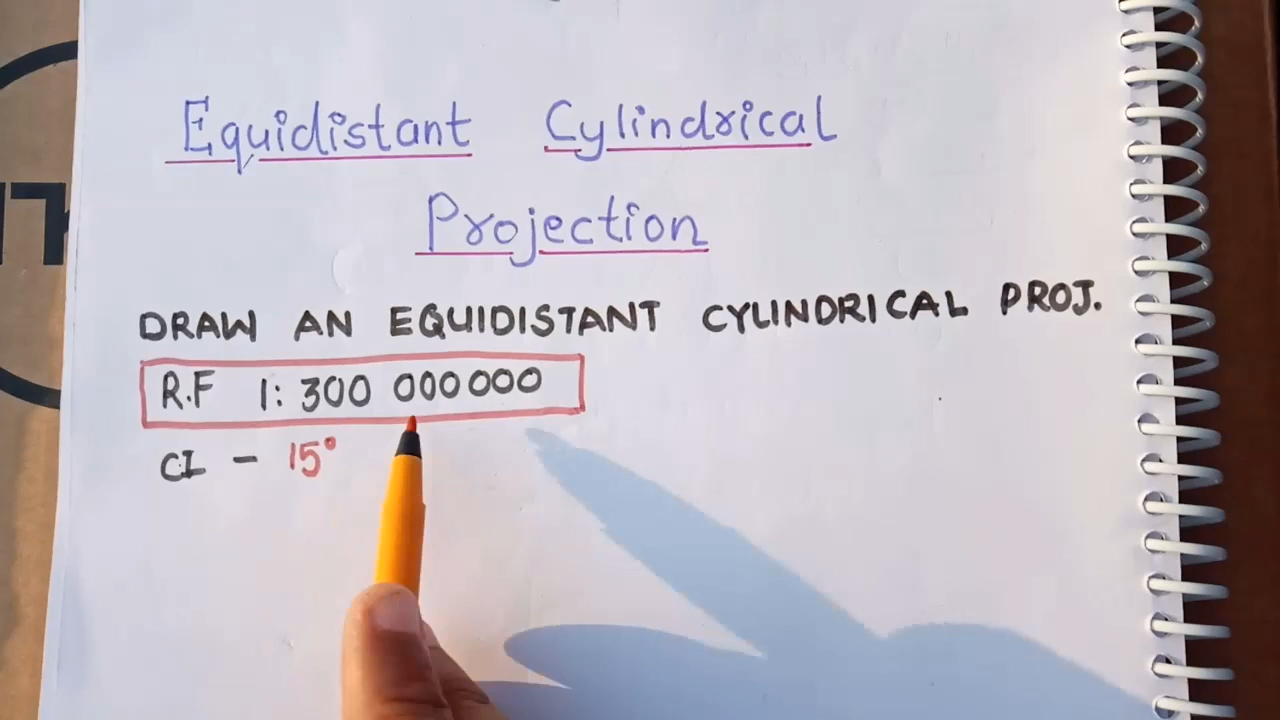 Equidistant Cylindrical
Projection
DRAW AN EQUIDISTANT CYLINDRICAL PROJ.
R.F 1: 300 000000
CI - 15°